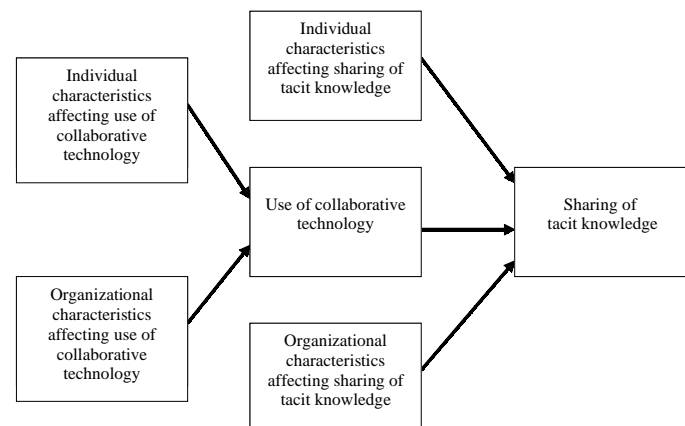 Individual
characteristics
affecting use of
collaborative
technology
Organizational
characteristics
affecting use of
collaborative
technology
Individual
characteristics
affecting sharing of
tacit knowledge
Use of collaborative
technology
Organizational
characteristics
affecting sharing of
tacit knowledge
Sharing of
tacit knowledge